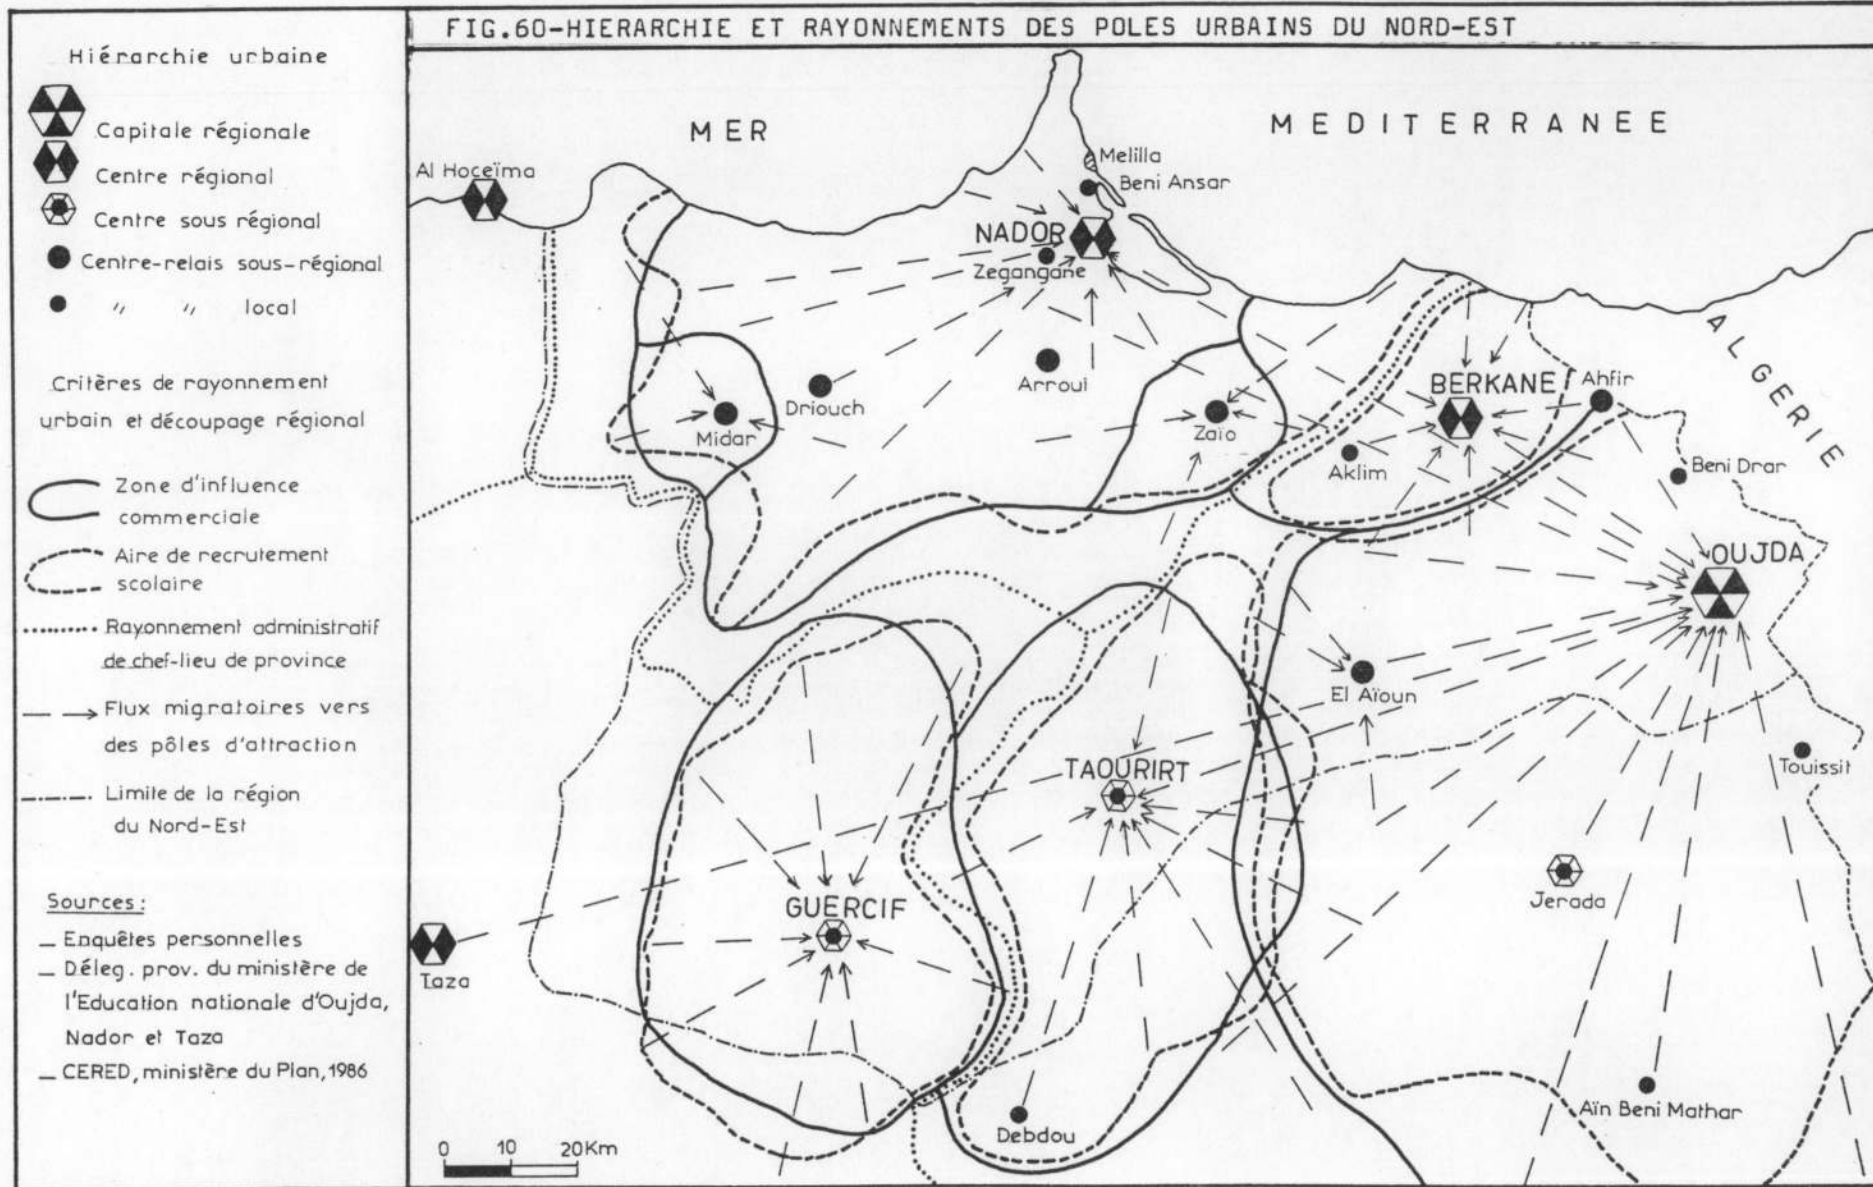 FIG.60-HIERARCHIE ET RAYONNEMENTS DES POLES URBAINS DU NORD-EST
Hiérarchie urbaine
Capitale régionale
Centre régional
Centre sous régional
Centre-relais sous-régional
" " local
Critères de rayonnement
urbain et découpage régional
Zone d'influence
commerciale
Aire de recrutement
scolaire
Rayonnement administratif
de chef-lieu de province
Flux migratoires vers
des pôles d'attraction
Limite de la région
du Nord-Est
Sources:
_ Enquêtes personnelles
_ Déleg. prov. du ministère de
l'Education nationale d'Oujda,
Nador et Taza
_ CERED, ministère du Plan, 1986
MER
MEDITERRANEE
Al Hoceïma
Melilla
Beni Ansar
NADOR
Zegangane
ALGERIE
Arrouï
Driouch
Midar
Zaïo
BERKANE
Ahfir
Aklim
Beni Drar
OUJDA
El Aïoun
TAOURIRT
Touissit
Jerada
GUERCIF
Taza
Aïn Beni Mathar
Debdou
0 10 20Km